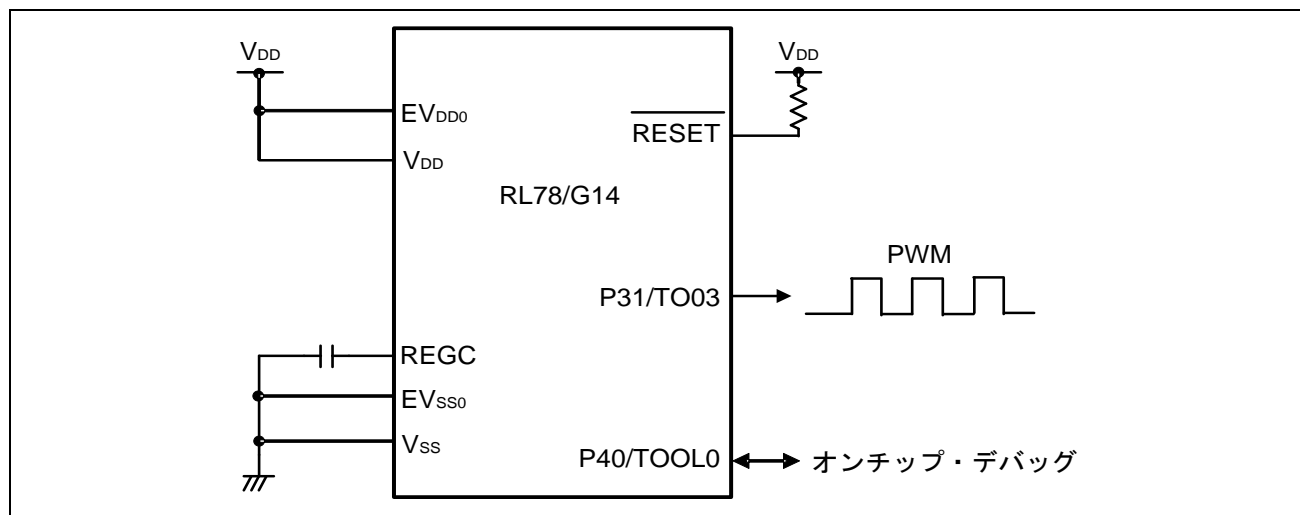 VDD
EVDD0
VDD
RL78/G14
REGC
EVSS0
VSS
VDD
RESET
P31/TO03
PWM
P40/TOOL0
オンチップ・デバッグ